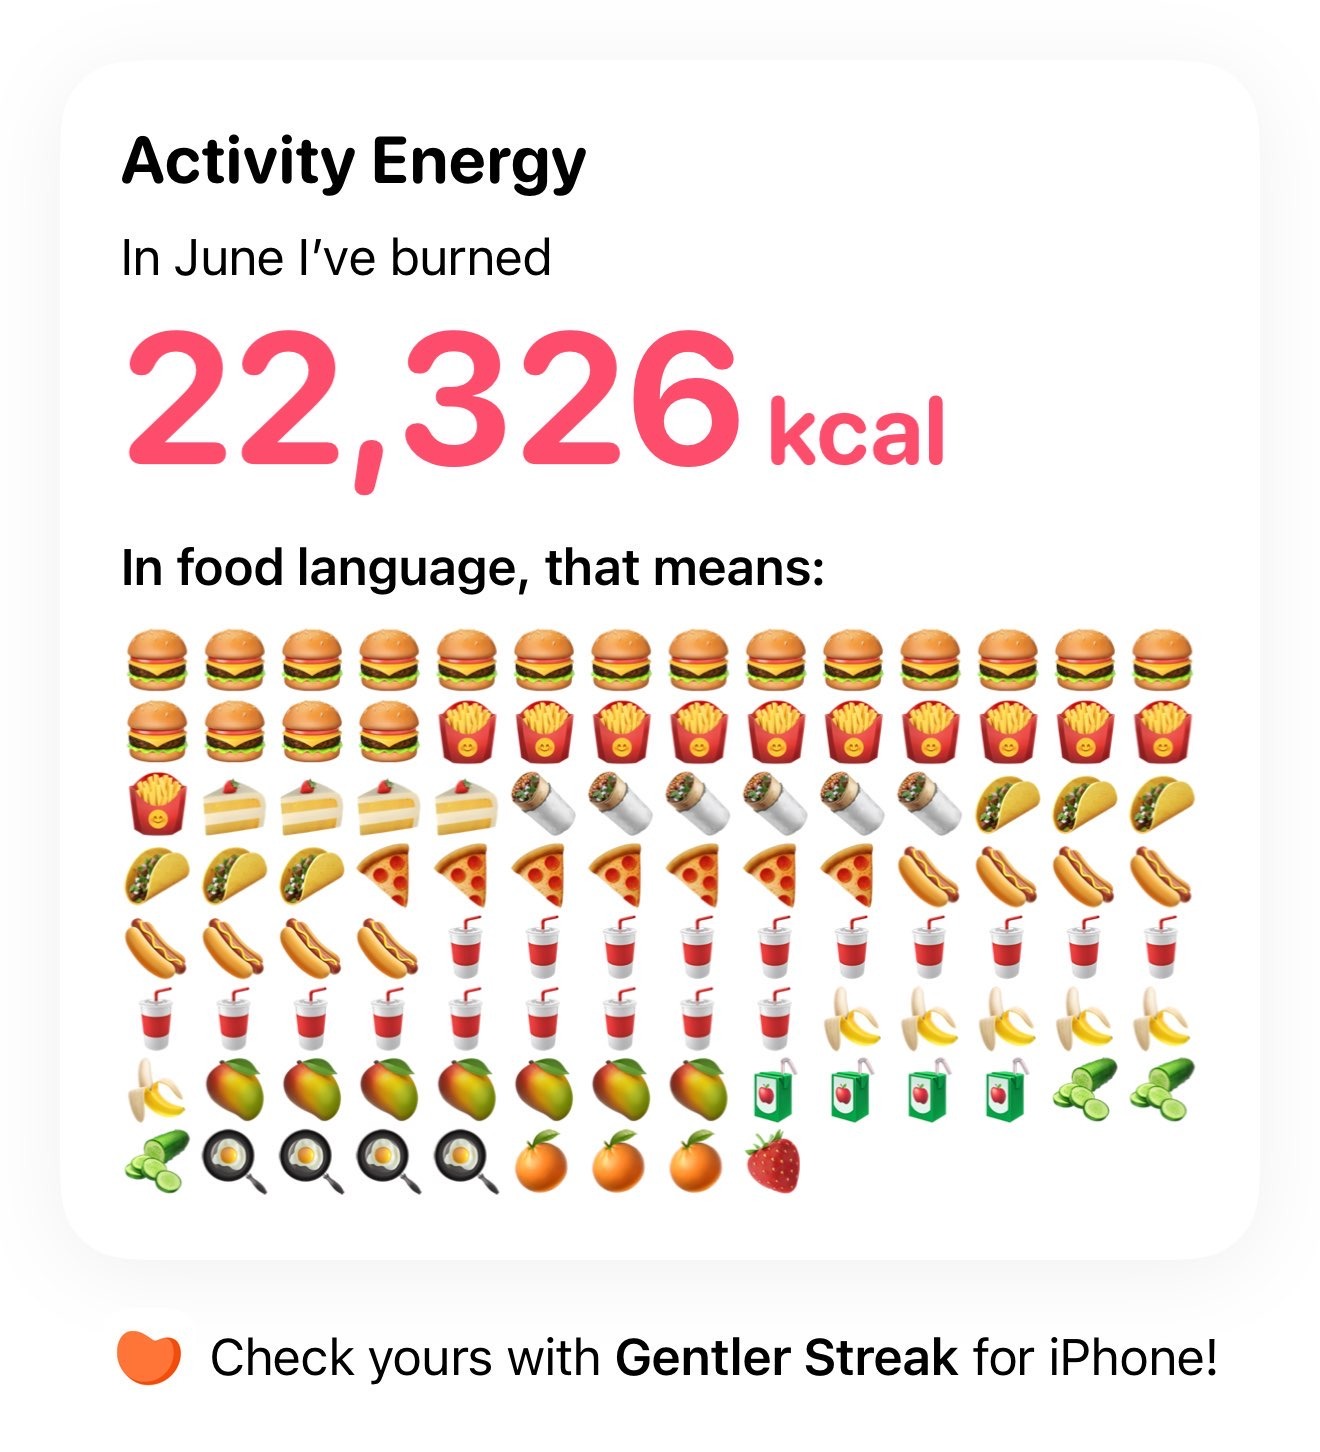 Activity Energy
In June I’ve burned
22,326 kcal
In food language, that means:
Check yours with Gentler Streak for iPhone!